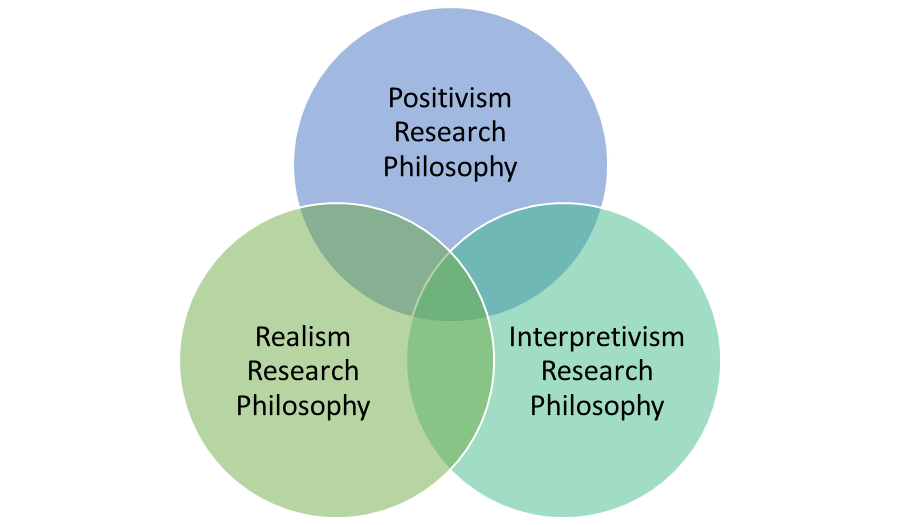 Positivism
Research
Philosophy
Realism
Research
Philosophy
Interpretivism
Research
Philosophy